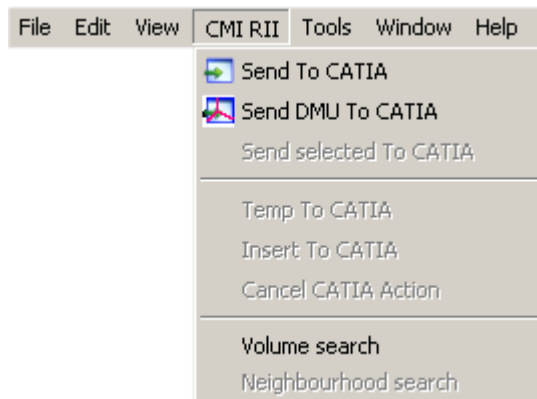 File Edit View CMI RII Tools Window Help
Send To CATIA
Send DMU To CATIA
Send selected To CATIA
Temp To CATIA
Insert To CATIA
Cancel CATIA Action
Volume search
Neighbourhood search